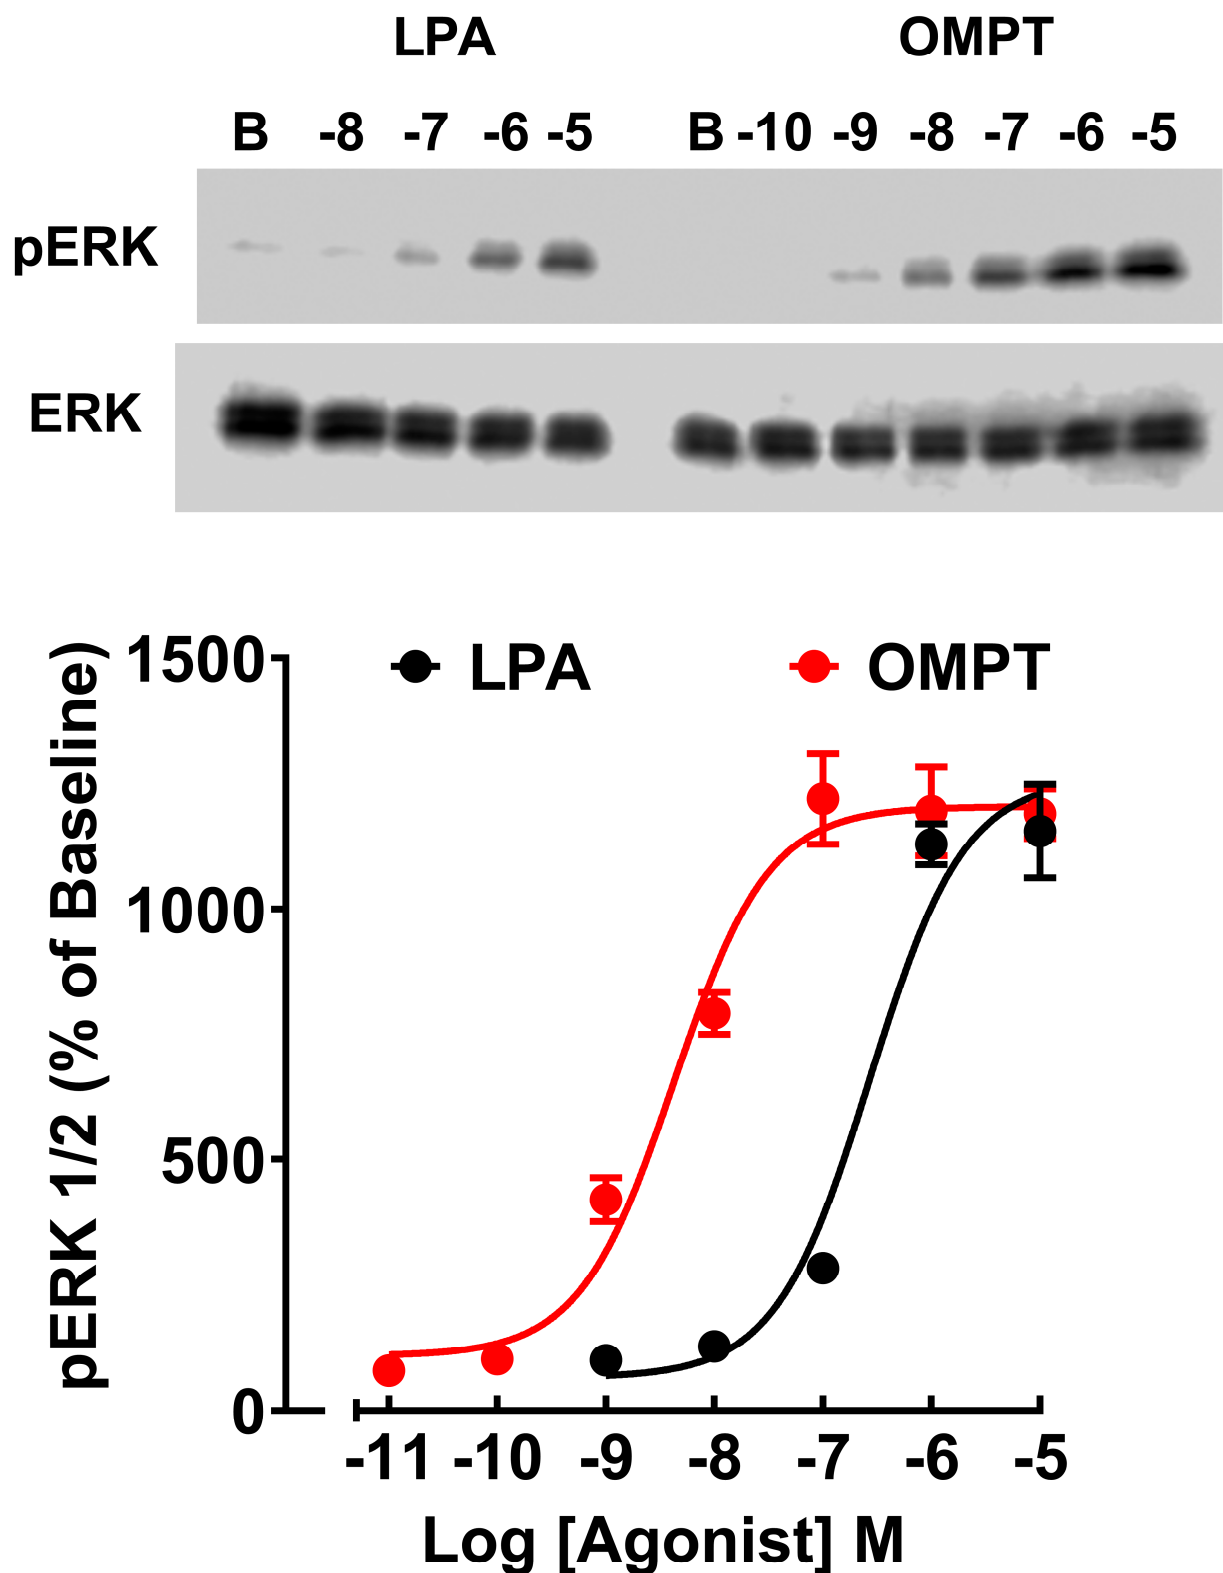 LPA OMPT
B -8 -7 -6 -5 B -10 -9 -8 -7 -6 -5
pERK
ERK
LPA OMPT
pERK 1/2 (% of Baseline)
1500
1000
500
0
-11 -10 -9 -8 -7 -6 -5
Log [Agonist] M